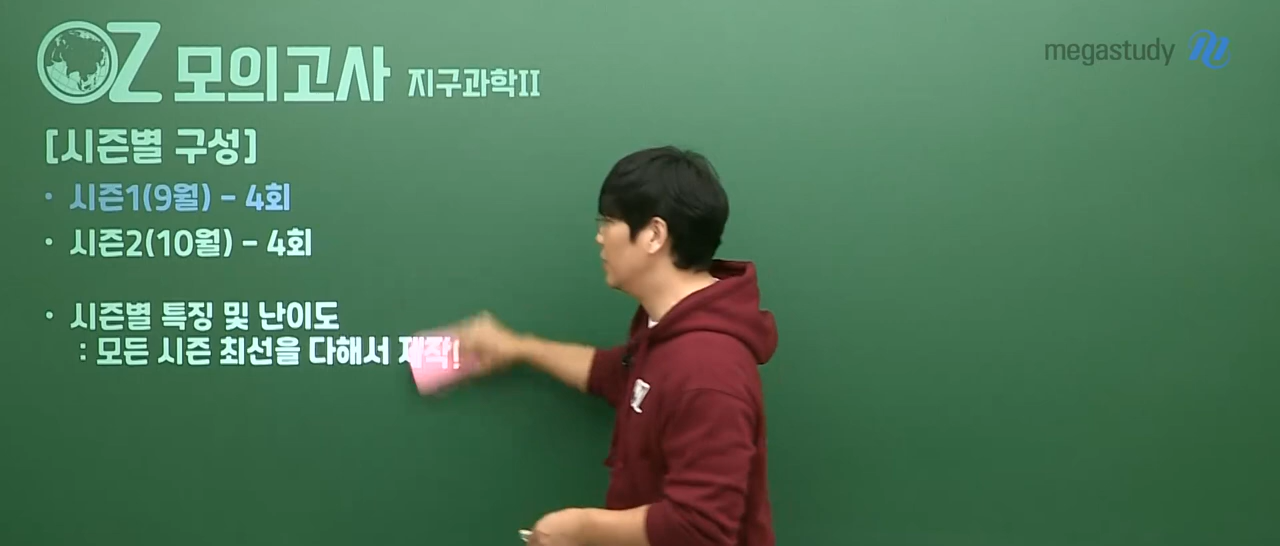 OZ 모의고사 지구과학II
megastudy
[시즌별 구성]
• 시즌1(9월) - 4회
• 시즌2(10월) - 4회
• 시즌별 특징 및 난이도
: 모든 시즌 최선을 다해서 제작!